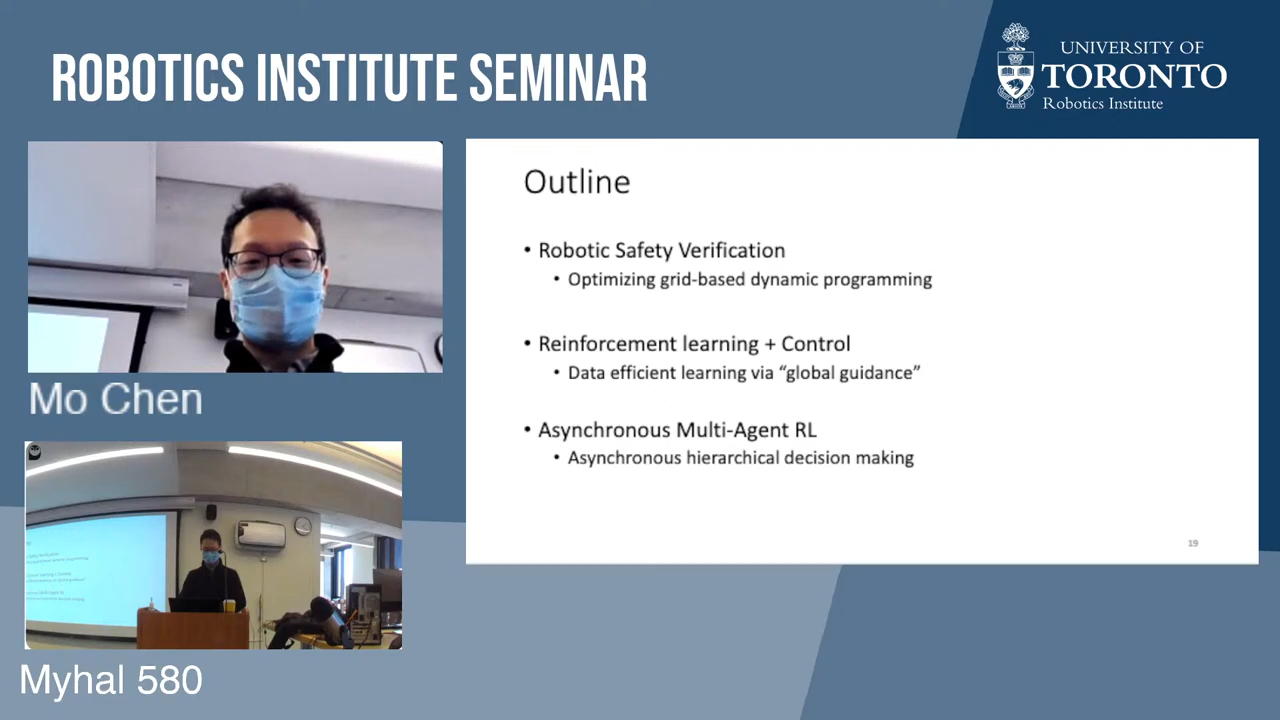 ROBOTICS INSTITUTE SEMINAR
UNIVERSITY OF
TORONTO
Robotics Institute
Outline
• Robotic Safety Verification
• Optimizing grid-based dynamic programming
• Reinforcement learning + Control
• Data efficient learning via “global guidance”
• Asynchronous Multi-Agent RL
• Asynchronous hierarchical decision making
19
Mo Chen
Myhal 580